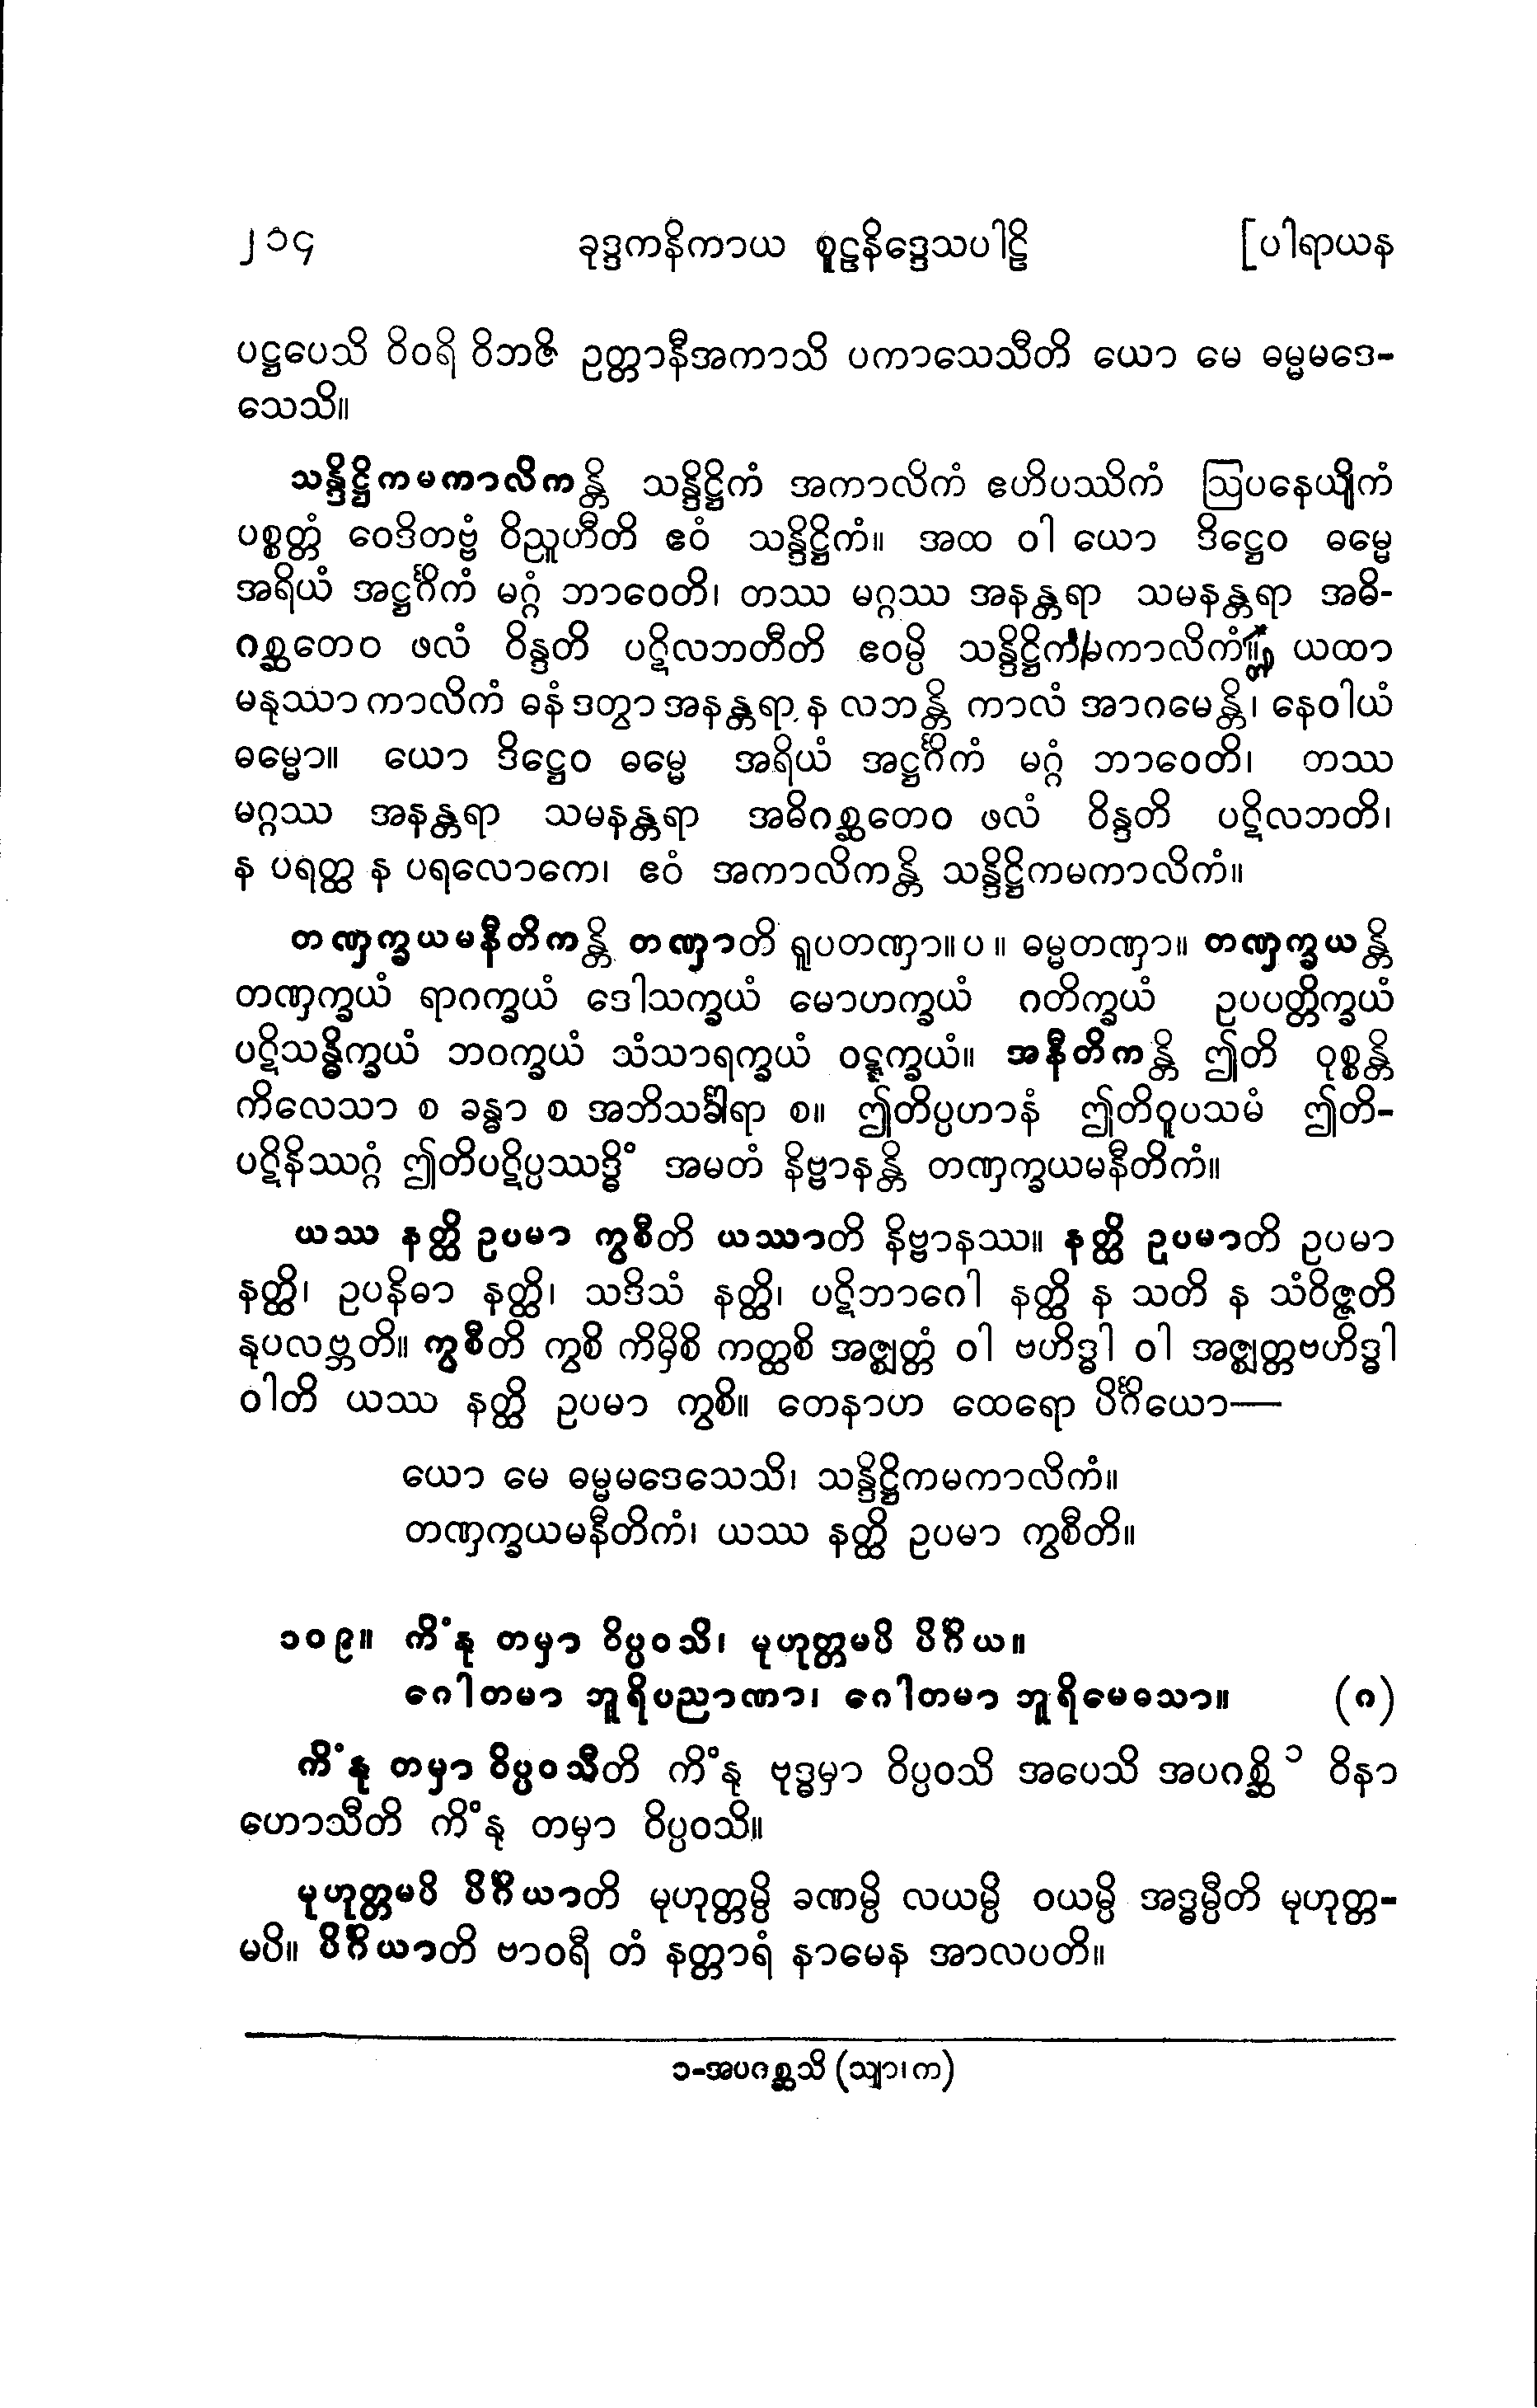 ၂၁၄ ခုဒ္ဒကနိကာယ စူဠနိဒ္ဒေသပါဠိ [ပါရာယန
ပဋ္ဌပေသိ ဝိဝရိ ဝိဘဇိ ဥတ္တာနီအကာသိ ပကာသေသီတိ ယော မေ ဓမ္မမဒေ-
သေသိ။
သန္ဒိဋ္ဌိကမကာလိကန္တိ သန္ဒိဋ္ဌိကံ အကာလိကံ ဧဟိပဿိကံ ဩပနေယျိကံ
ပစ္စတ္တံ ဝေဒိတဗ္ဗံ ဝိညူဟီတိ ဧဝံ သန္ဒိဋ္ဌိကံ။ အထ ဝါ ယော ဒိဋ္ဌေဝ ဓမ္မေ
အရိယံ အဋ္ဌင်္ဂိကံ မဂ္ဂံ ဘာဝေတိ၊ တဿ မဂ္ဂဿ အနန္တရာ သမနန္တရာ အဓိ-
ဂစ္ဆတေဝ ဖလံ ဝိန္ဒတိ ပဋိလဘတီတိ ဧဝမ္ပိ သန္ဒိဋ္ဌိကံ မကာလိကံ ယထာ
မနုဿာ ကာလိကံ ဓနံ ဒတွာ အနန္တရာ န လဘန္တိ ကာလံ အာဂမေန္တိ၊ နေဝါယံ
ဓမ္မော။ ယော ဒိဋ္ဌေဝ ဓမ္မေ အရိယံ အဋ္ဌင်္ဂိကံ မဂ္ဂံ ဘာဝေတိ၊ တဿ
မဂ္ဂဿ အနန္တရာ သမနန္တရာ အဓိဂစ္ဆတေဝ ဖလံ ဝိန္ဒတိ ပဋိလဘတိ၊
န ပရတ္ထ န ပရလောကေ၊ ဧဝံ အကာလိကန္တိ သန္ဒိဋ္ဌိကမကာလိကံ။
တဏှက္ခယမနီတိကန္တိ တဏှာတိ ရူပတဏှာ။ ပ ။ ဓမ္မတဏှာ။ တဏှက္ခယန္တိ
တဏှက္ခယံ ရာဂက္ခယံ ဒေါသက္ခယံ မောဟက္ခယံ ဂတိက္ခယံ ဥပပတ္တိက္ခယံ
ပဋိသန္ဓိက္ခယံ ဘဝက္ခယံ သံသာရက္ခယံ ဝဋ္ဋက္ခယံ။ အနီတိကန္တိ ဤတိ ဝုစ္စန္တိ
ကိလေသာ စ ခန္ဓာ စ အဘိသင်္ခါရာ စ။ ဤတိပ္ပဟာနံ ဤတိဝူပသမံ ဤတိ-
ပဋိနိဿဂ္ဂံ ဤတိပဋိပ္ပဿဒ္ဓိံ အမတံ နိဗ္ဗာနန္တိ တဏှက္ခယမနီတိကံ။
ယဿ နတ္ထိ ဥပမာ ကွစီတိ ယဿာတိ နိဗ္ဗာနဿ။ နတ္ထိ ဥပမာတိ ဥပမာ
နတ္ထိ၊ ဥပနိဓာ နတ္ထိ၊ သဒိသံ နတ္ထိ၊ ပဋိဘာဂေါ နတ္ထိ န သတိ န သံဝိဇ္ဇတိ
နုပလဗ္ဘတိ။ ကွစီတိ ကွစိ ကိမှိစိ ကတ္ထစိ အဇ္ဈတ္တံ ဝါ ဗဟိဒ္ဓါ ဝါ အဇ္ဈတ္တဗဟိဒ္ဓါ
ဝါတိ ယဿ နတ္ထိ ဥပမာ ကွစိ။ တေနာဟ ထေရော ပိင်္ဂိယော—
ယော မေ ဓမ္မမဒေသေသိ၊ သန္ဒိဋ္ဌိကမကာလိကံ။
တဏှက္ခယမနီတိကံ၊ ယဿ နတ္ထိ ဥပမာ ကွစီတိ။
၁၀၉။ ကိံ နု တမှာ ဝိပ္ပဝသိ၊ မုဟုတ္တမပိ ပိင်္ဂိယ။
ဂေါတမာ ဘူရိပညာဏာ၊ ဂေါတမာ ဘူရိမေဓသာ။ (ဂ)
ကိံ နု တမှာ ဝိပ္ပဝသီတိ ကိံ နု ဗုဒ္ဓမှာ ဝိပ္ပဝသိ အပေသိ အပဂစ္ဆိ ၁ ဝိနာ
ဟောသီတိ ကိံ နု တမှာ ဝိပ္ပဝသိ။
မုဟုတ္တမပိ ပိင်္ဂိယာတိ မုဟုတ္တမ္ပိ ခဏမ္ပိ လယမ္ပိ ဝယမ္ပိ အဒ္ဓမ္ပီတိ မုဟုတ္တ-
မပိ။ ပိင်္ဂိယာတိ ဗာဝရီ တံ နတ္တာရံ နာမေန အာလပတိ။
၁-အပဂစ္ဆသိ (သျာ၊ က)